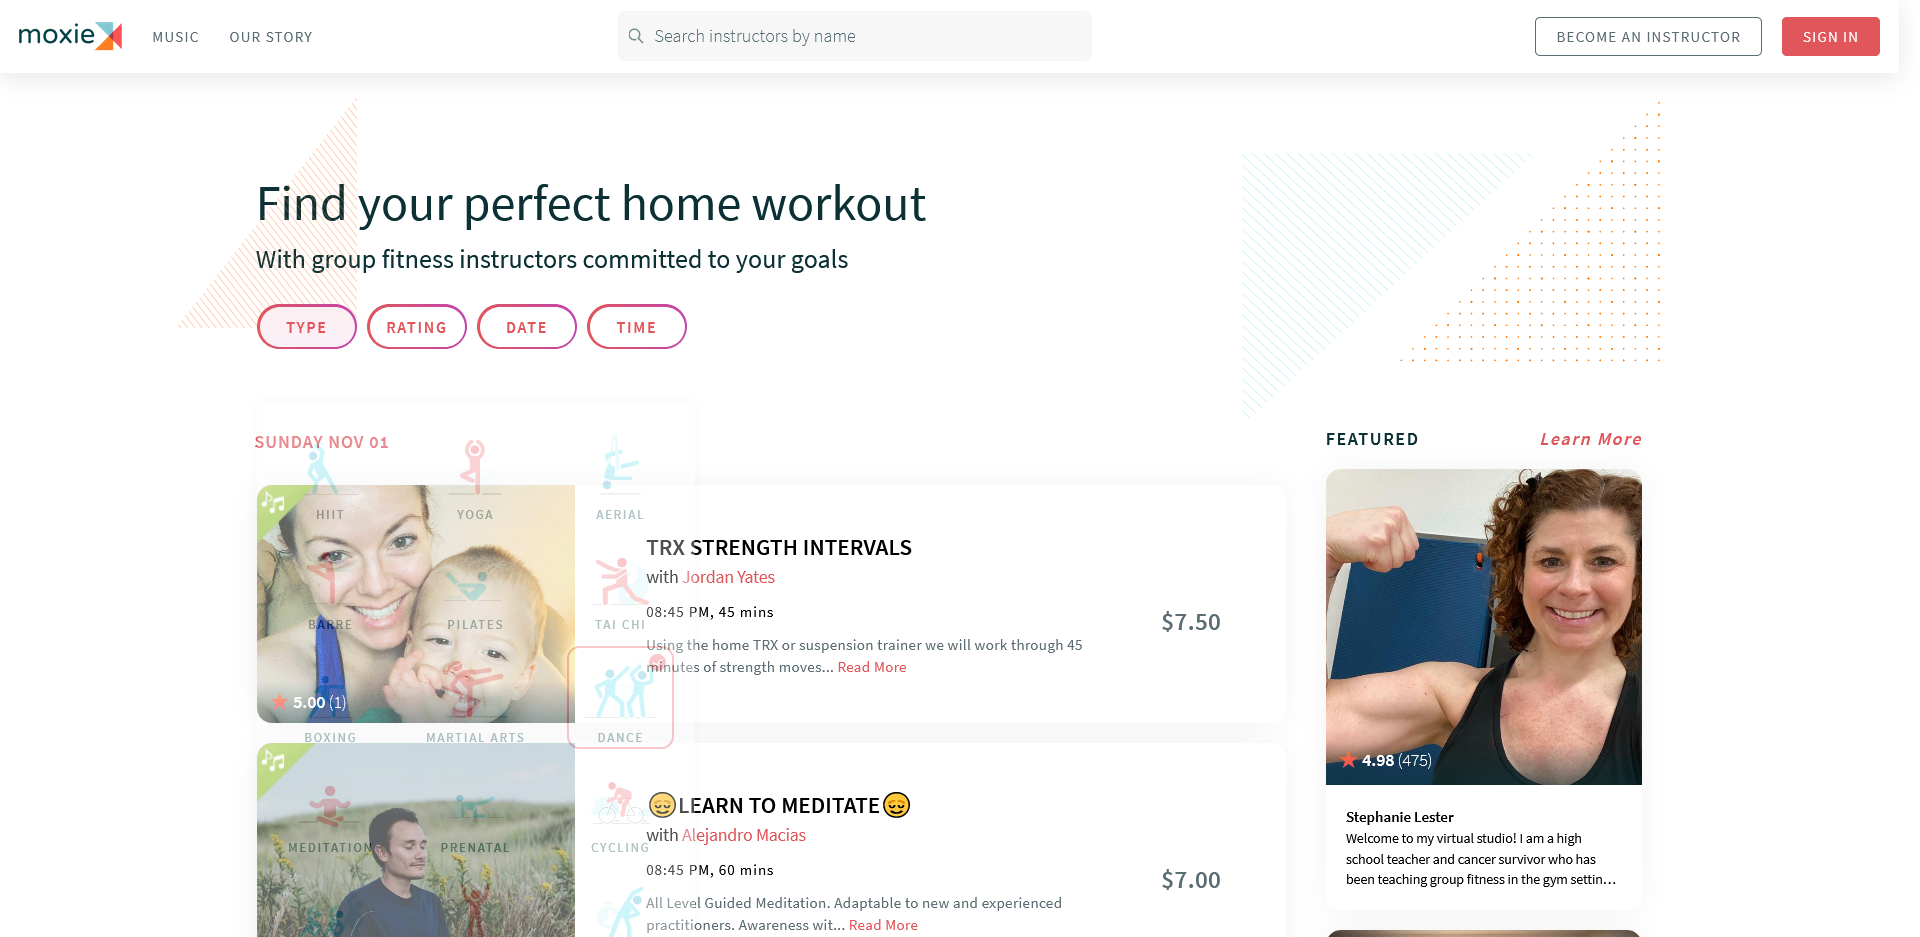 moxie
MUSIC
OUR STORY
Search instructors by name
BECOME AN INSTRUCTOR
SIGN IN
Find your perfect home workout
With group fitness instructors committed to your goals
TYPE
RATING
DATE
TIME
SUNDAY NOV 01
HIIT
YOGA
AERIAL
BARRE
PILATES
TAI CHI
BOXING
MARTIAL ARTS
DANCE
MEDITATION
PRENATAL
CYCLING
5.00 (1)
TRX STRENGTH INTERVALS
with Jordan Yates
08:45 PM, 45 mins
Using the home TRX or suspension trainer we will work through 45
minutes of strength moves... Read More
$7.50
😌LEARN TO MEDITATE😌
with Alejandro Macias
08:45 PM, 60 mins
All Level Guided Meditation. Adaptable to new and experienced
practitioners. Awareness wit... Read More
$7.00
FEATURED
Learn More
4.98 (475)
Stephanie Lester
Welcome to my virtual studio! I am a high
school teacher and cancer survivor who has
been teaching group fitness in the gym settin...